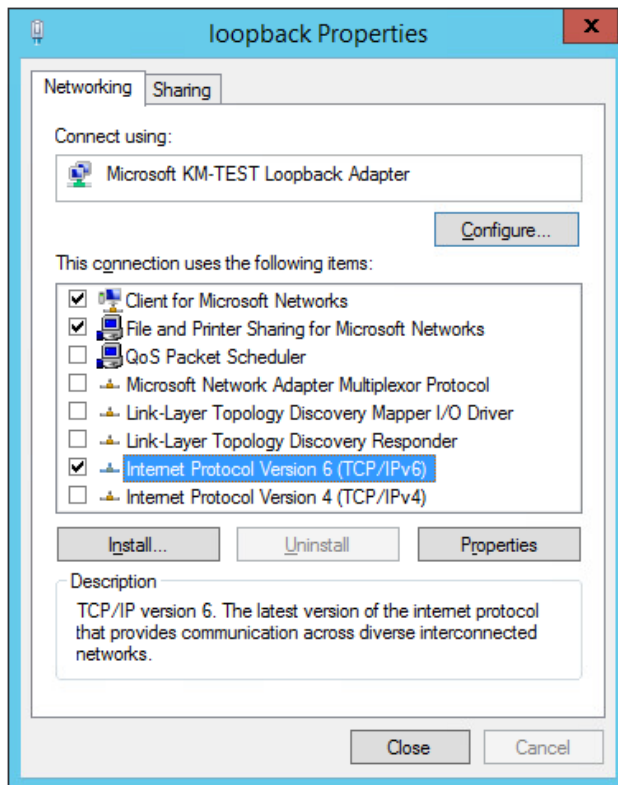 loopback Properties
x
Networking
Sharing
Connect using:
Microsoft KM-TEST Loopback Adapter
Configure...
This connection uses the following items:
Client for Microsoft Networks
File and Printer Sharing for Microsoft Networks
QoS Packet Scheduler
Microsoft Network Adapter Multiplexor Protocol
Link-Layer Topology Discovery Mapper I/O Driver
Link-Layer Topology Discovery Responder
Internet Protocol Version 6 (TCP/IPv6)
Internet Protocol Version 4 (TCP/IPv4)
Install...
Uninstall
Properties
Description
TCP/IP version 6. The latest version of the internet protocol
that provides communication across diverse interconnected
networks.
Close
Cancel